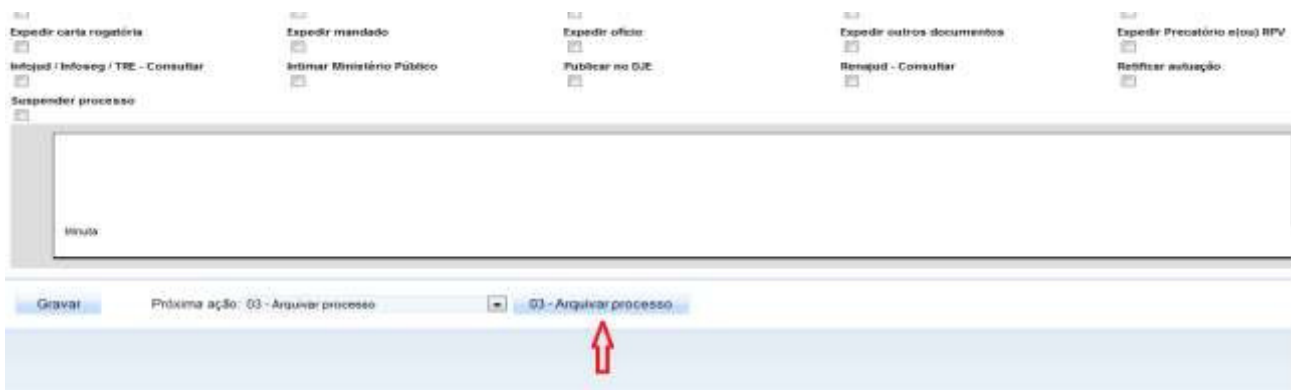 Expedir carta rogatória Expedir mandado Expedir ofício Expedir outros documentos Expedir Precatório e(ou) RPV
Infojud / Infoseg / TRE - Consultar Intimar Ministério Público Publicar no DJE Renajud - Consultar Retificar autuação
Suspender processo
Minuta
Gravar Próxima ação: 03 - Arquivar processo 03 - Arquivar processo